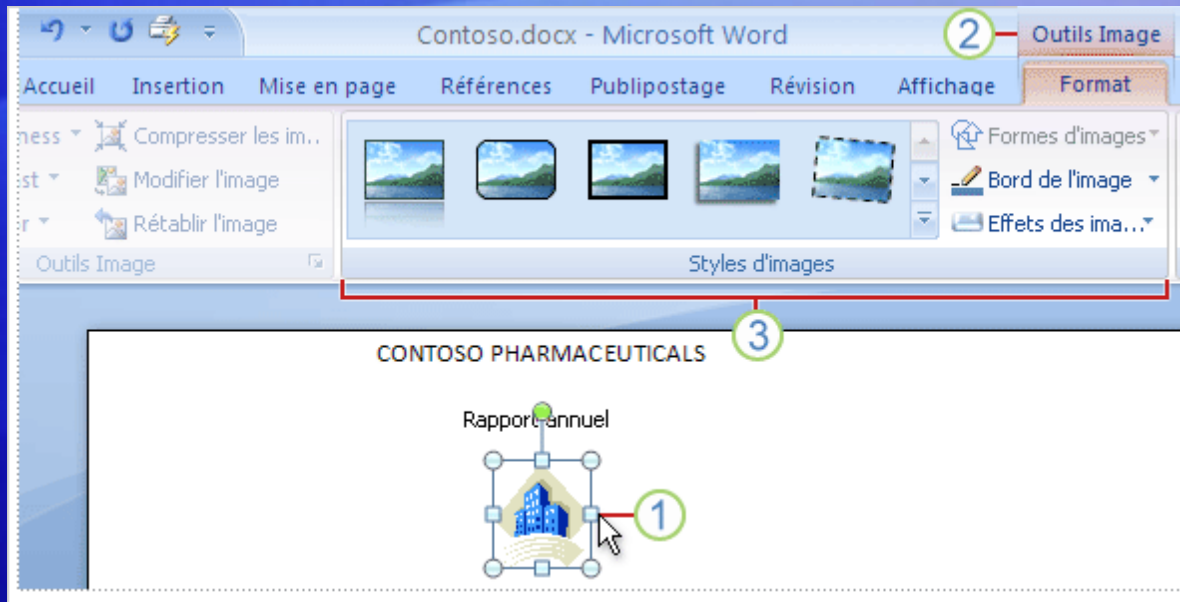 Contoso.docx - Microsoft Word
2
Outils Image
Accueil Insertion Mise en page Références Publipostage Révision Affichage Format
ness Compresser les im... Formes d'images
st Modifier l'image Bord de l'image
r Rétablir l'image Effets des ima...
Outils Image Styles d'images
3
CONTOSO PHARMACEUTICALS
Rapport annuel
1